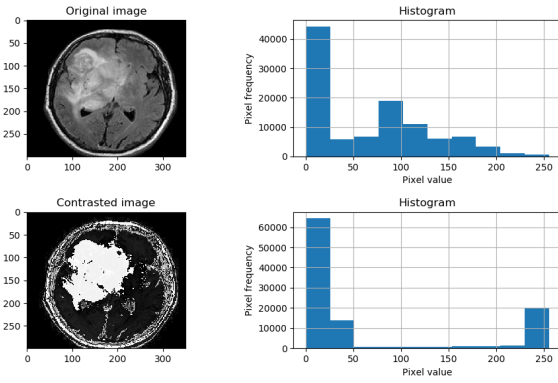 Original image
0
50
100
150
200
250
0 100 200 300
Histogram
Pixel frequency
40000
30000
20000
10000
0
0 50 100 150 200 250
Pixel value
Contrasted image
0
50
100
150
200
250
0 100 200 300
Histogram
Pixel frequency
60000
50000
40000
30000
20000
10000
0
0 50 100 150 200 250
Pixel value